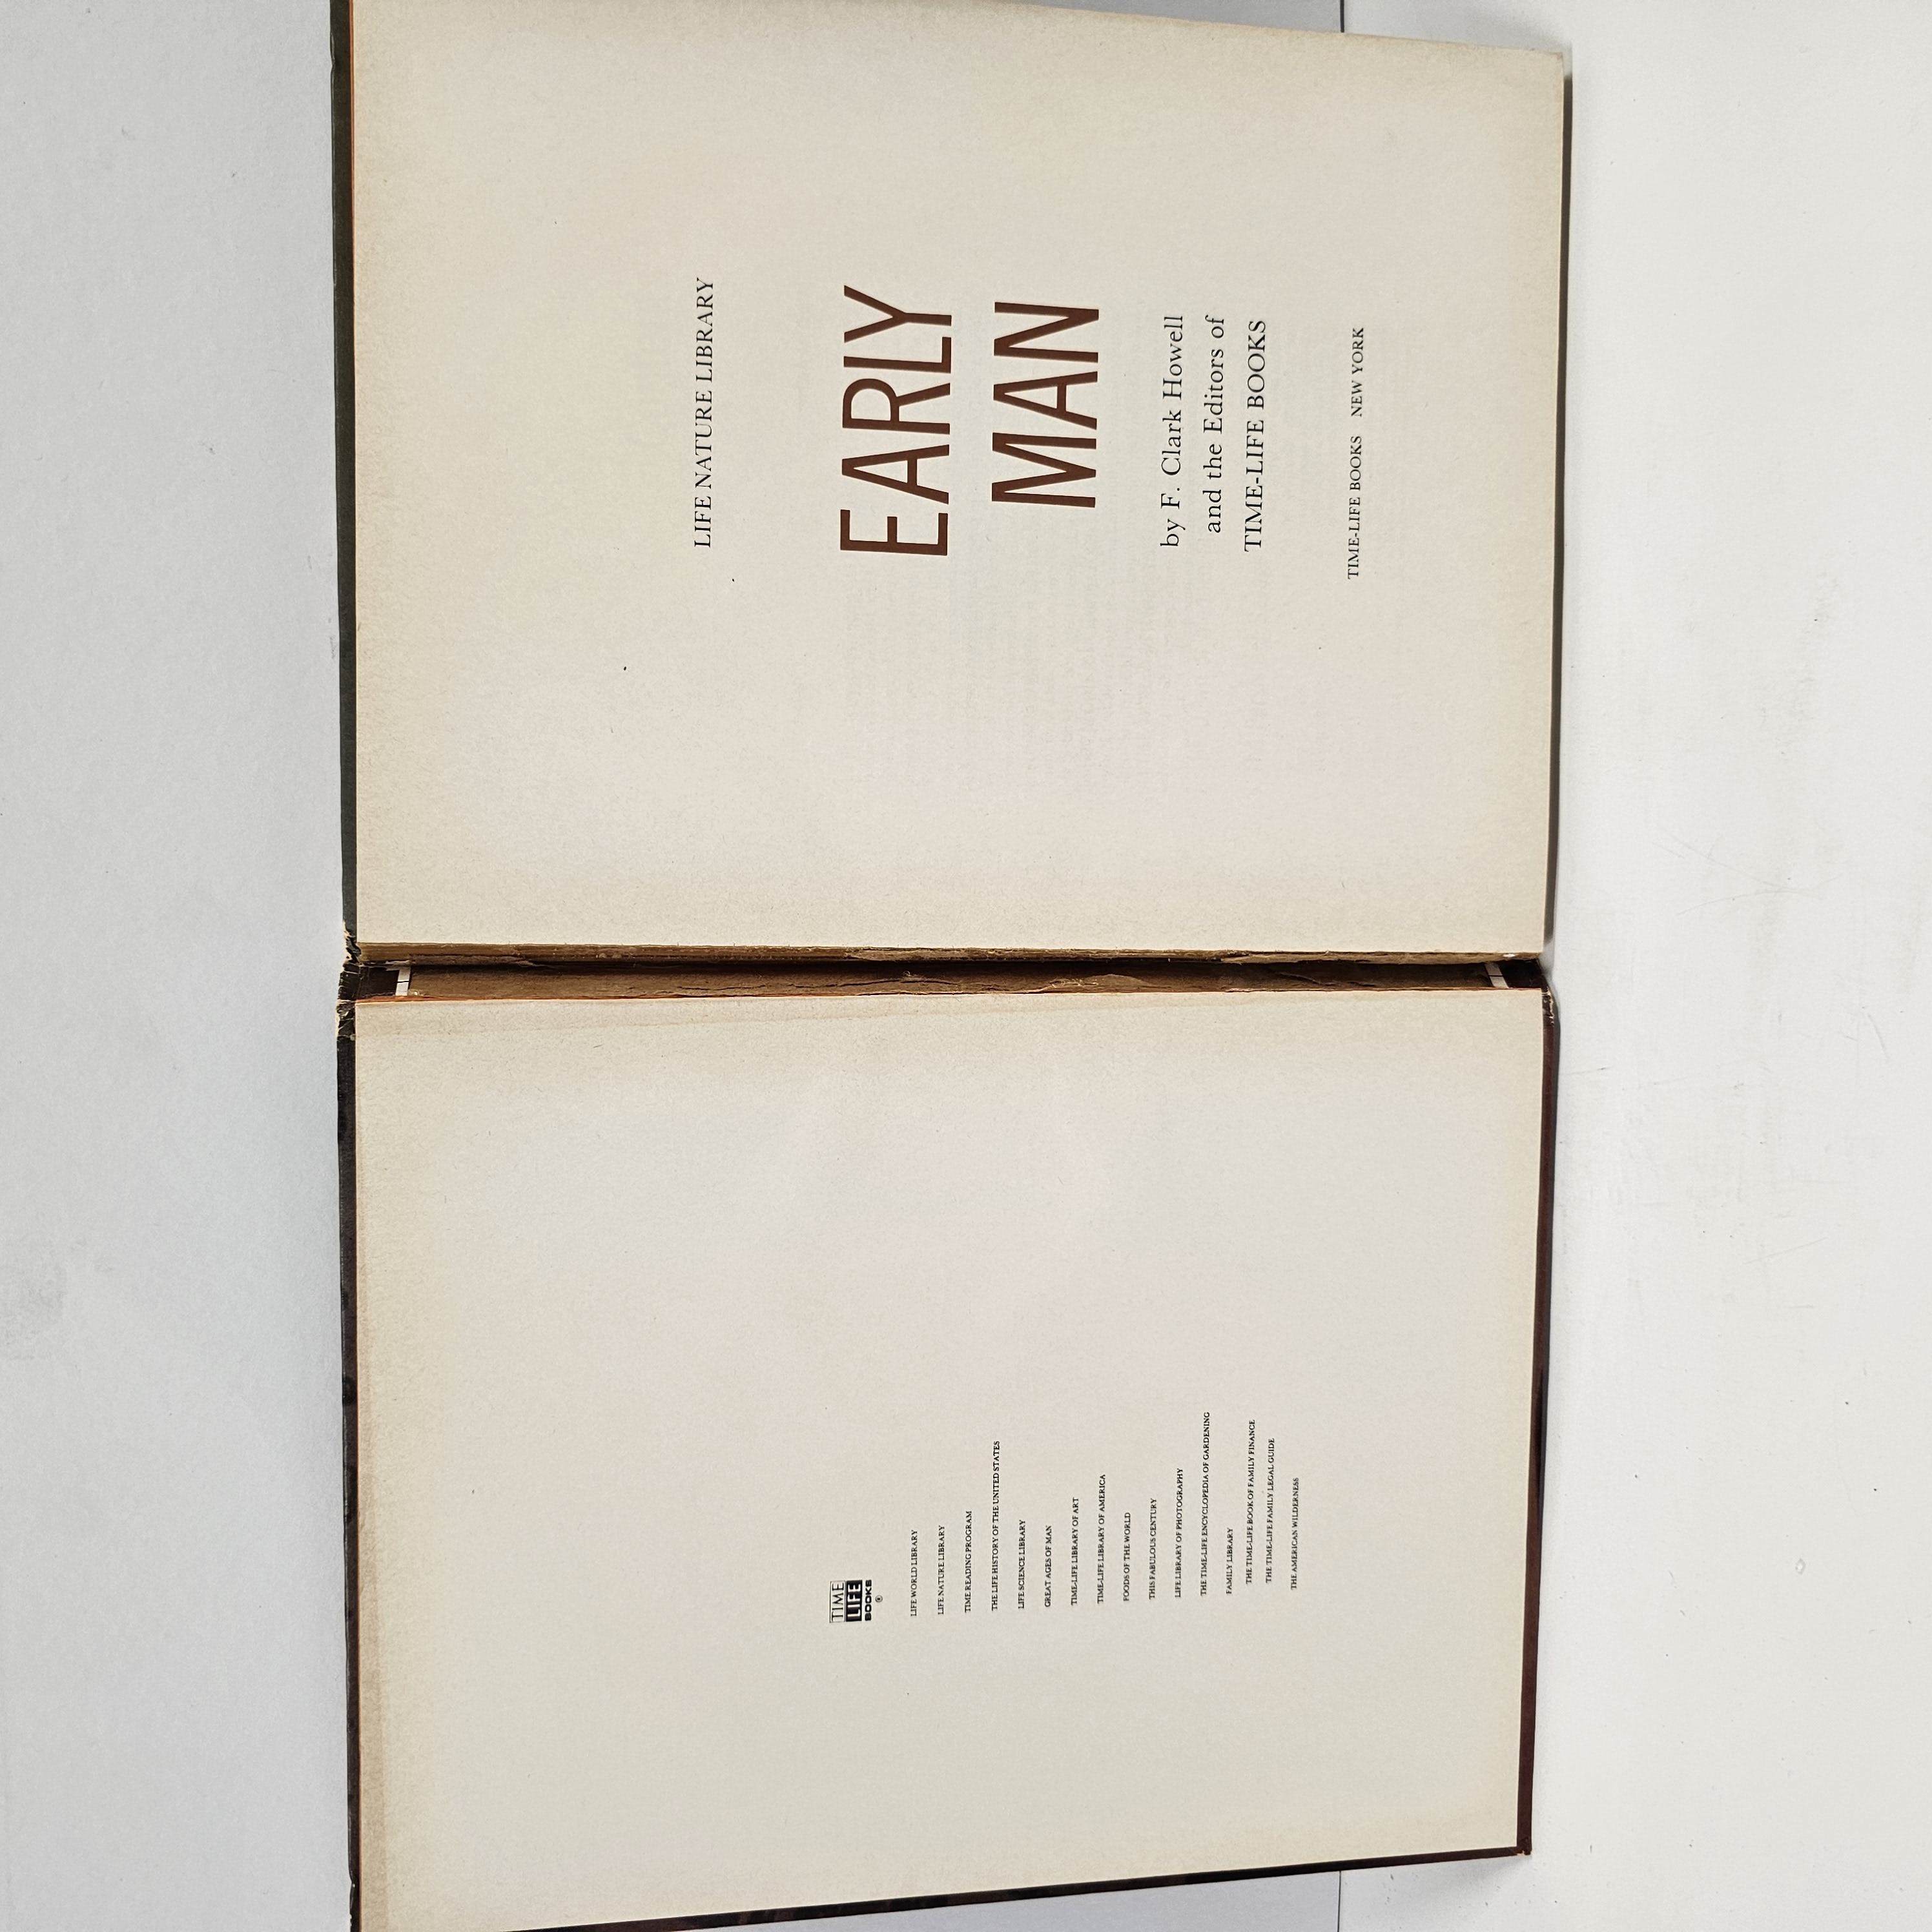 TIME
LIFE
BOOKS
®
LIFE WORLD LIBRARY
LIFE NATURE LIBRARY
TIME READING PROGRAM
THE LIFE HISTORY OF THE UNITED STATES
LIFE SCIENCE LIBRARY
GREAT AGES OF MAN
TIME-LIFE LIBRARY OF ART
TIME-LIFE LIBRARY OF AMERICA
FOODS OF THE WORLD
THIS FABULOUS CENTURY
LIFE LIBRARY OF PHOTOGRAPHY
THE TIME-LIFE ENCYCLOPEDIA OF GARDENING
FAMILY LIBRARY
THE TIME-LIFE BOOK OF FAMILY FINANCE
THE TIME-LIFE FAMILY LEGAL GUIDE
THE AMERICAN WILDERNESS
LIFE NATURE LIBRARY
EARLY
MAN
by F. Clark Howell
and the Editors of
TIME-LIFE BOOKS
TIME-LIFE BOOKS NEW YORK